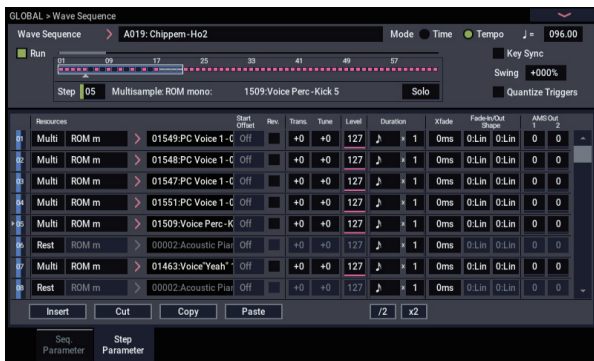 GLOBAL > Wave Sequence
Wave Sequence A019: Chippem-Ho2 Mode Time Tempo ♩ = 096.00
Run 01 09 17 25 33 41 49 57 Key Sync
Swing +000%
Step 05 Multisample: ROM mono: 1509:Voice Perc-Kick 5 Solo Quantize Triggers
Resources Start Offset Rev. Trans. Tune Level Duration Xfade Fade-In/Out Shape AMS Out 1 2
01 Multi ROM m 01549:PC Voice 1 -0 Off +0 +0 127 ♪ x 1 0ms 0:Lin 0:Lin 0 0
02 Multi ROM m 01548:PC Voice 1 -0 Off +0 +0 127 ♪ x 1 0ms 0:Lin 0:Lin 0 0
03 Multi ROM m 01547:PC Voice 1 -0 Off +0 +0 127 ♪ x 1 0ms 0:Lin 0:Lin 0 0
04 Multi ROM m 01551:PC Voice 1 -0 Off +0 +0 127 ♪ x 1 0ms 0:Lin 0:Lin 0 0
05 Multi ROM m 01509:Voice Perc-K Off +0 +0 127 ♪ x 1 0ms 0:Lin 0:Lin 0 0
06 Rest ROM m 00002:Acoustic Pian Off +0 +0 127 ♪ x 1 0ms 0:Lin 0:Lin 0 0
07 Multi ROM m 01463:Voice"Yeah" Off +0 +0 127 ♪ x 1 0ms 0:Lin 0:Lin 0 0
08 Rest ROM m 00002:Acoustic Pian Off +0 +0 127 ♪ x 1 0ms 0:Lin 0:Lin 0 0
Insert Cut Copy Paste /2 x2
Seq. Parameter Step Parameter